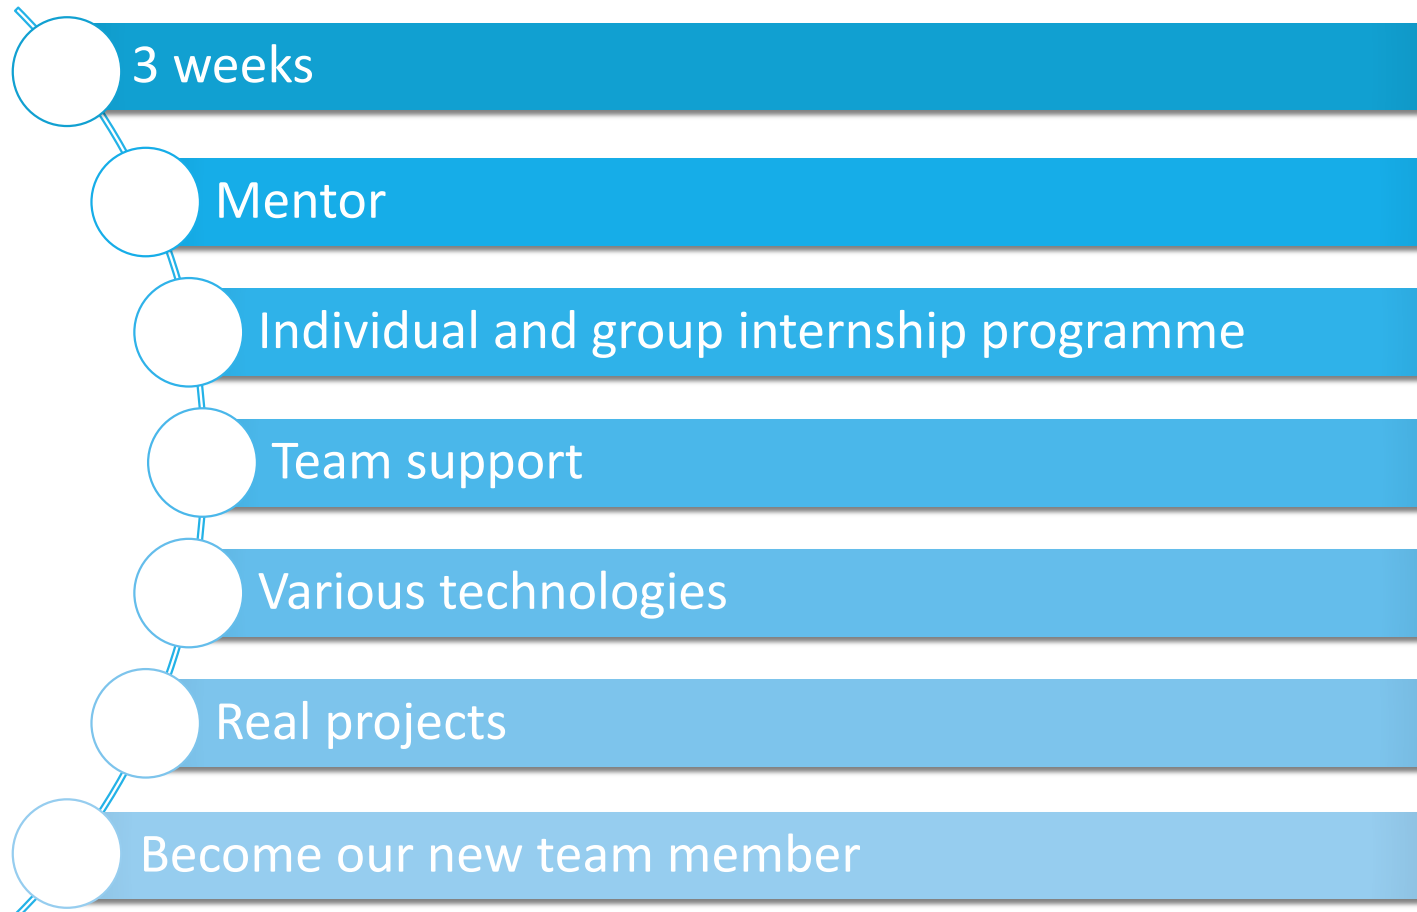 3 weeks
Mentor
Individual and group internship programme
Team support
Various technologies
Real projects
Become our new team member